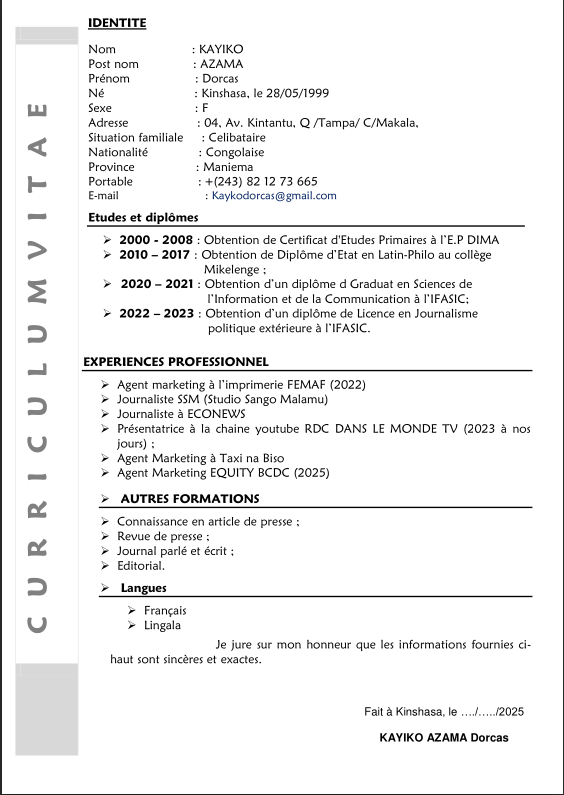 CURRICULUMVITAE
IDENTITE
Nom : KAYIKO
Post nom : AZAMA
Prénom : Dorcas
Né : Kinshasa, le 28/05/1999
Sexe : F
Adresse : 04, Av. Kintantu, Q /Tampa/ C/Makala,
Situation familiale : Celibataire
Nationalité : Congolaise
Province : Maniema
Portable : +(243) 82 12 73 665
E-mail : Kaykodorcas@gmail.com
Etudes et diplômes
➢ 2000 - 2008 : Obtention de Certificat d'Etudes Primaires à l'E.P DIMA
➢ 2010 – 2017 : Obtention de Diplôme d'Etat en Latin-Philo au collège
Mikelenge ;
➢ 2020 – 2021 : Obtention d'un diplôme d Graduat en Sciences de
l'Information et de la Communication à l'IFASIC;
➢ 2022 – 2023 : Obtention d'un diplôme de Licence en Journalisme
politique extérieure à l'IFASIC.
EXPERIENCES PROFESSIONNEL
➢ Agent marketing à l'imprimerie FEMAF (2022)
➢ Journaliste SSM (Studio Sango Malamu)
➢ Journaliste à ECONEWS
➢ Présentatrice à la chaine youtube RDC DANS LE MONDE TV (2023 à nos
jours) ;
➢ Agent Marketing à Taxi na Biso
➢ Agent Marketing EQUITY BCDC (2025)
➢ AUTRES FORMATIONS
➢ Connaissance en article de presse ;
➢ Revue de presse ;
➢ Journal parlé et écrit ;
➢ Editorial.
➢ Langues
➢ Français
➢ Lingala
Je jure sur mon honneur que les informations fournies ci-
haut sont sincères et exactes.
Fait à Kinshasa, le …./…../2025
KAYIKO AZAMA Dorcas